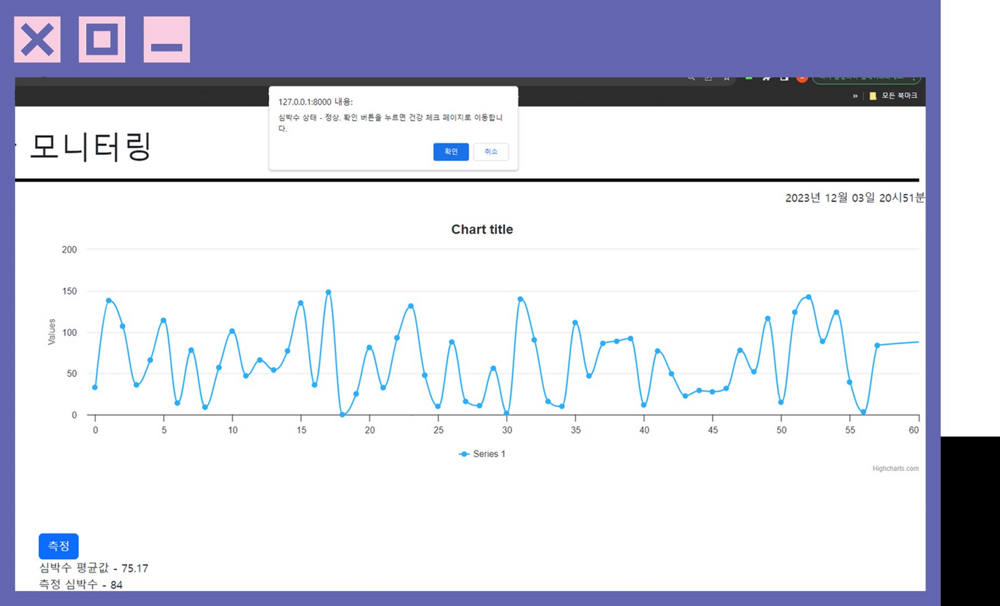 모든 북마크
127.0.0.1:8000 내용:
심박수 상태 - 정상. 확인 버튼을 누르면 건강 체크 페이지로 이동합니
다.
확인 취소
모니터링
2023년 12월 03일 20시51분
Chart title
200
150
100
50
0
Values
0 5 10 15 20 25 30 35 40 45 50 55 60
Series 1
Highcharts.com
측정
심박수 평균값 - 75.17
측정 심박수 - 84